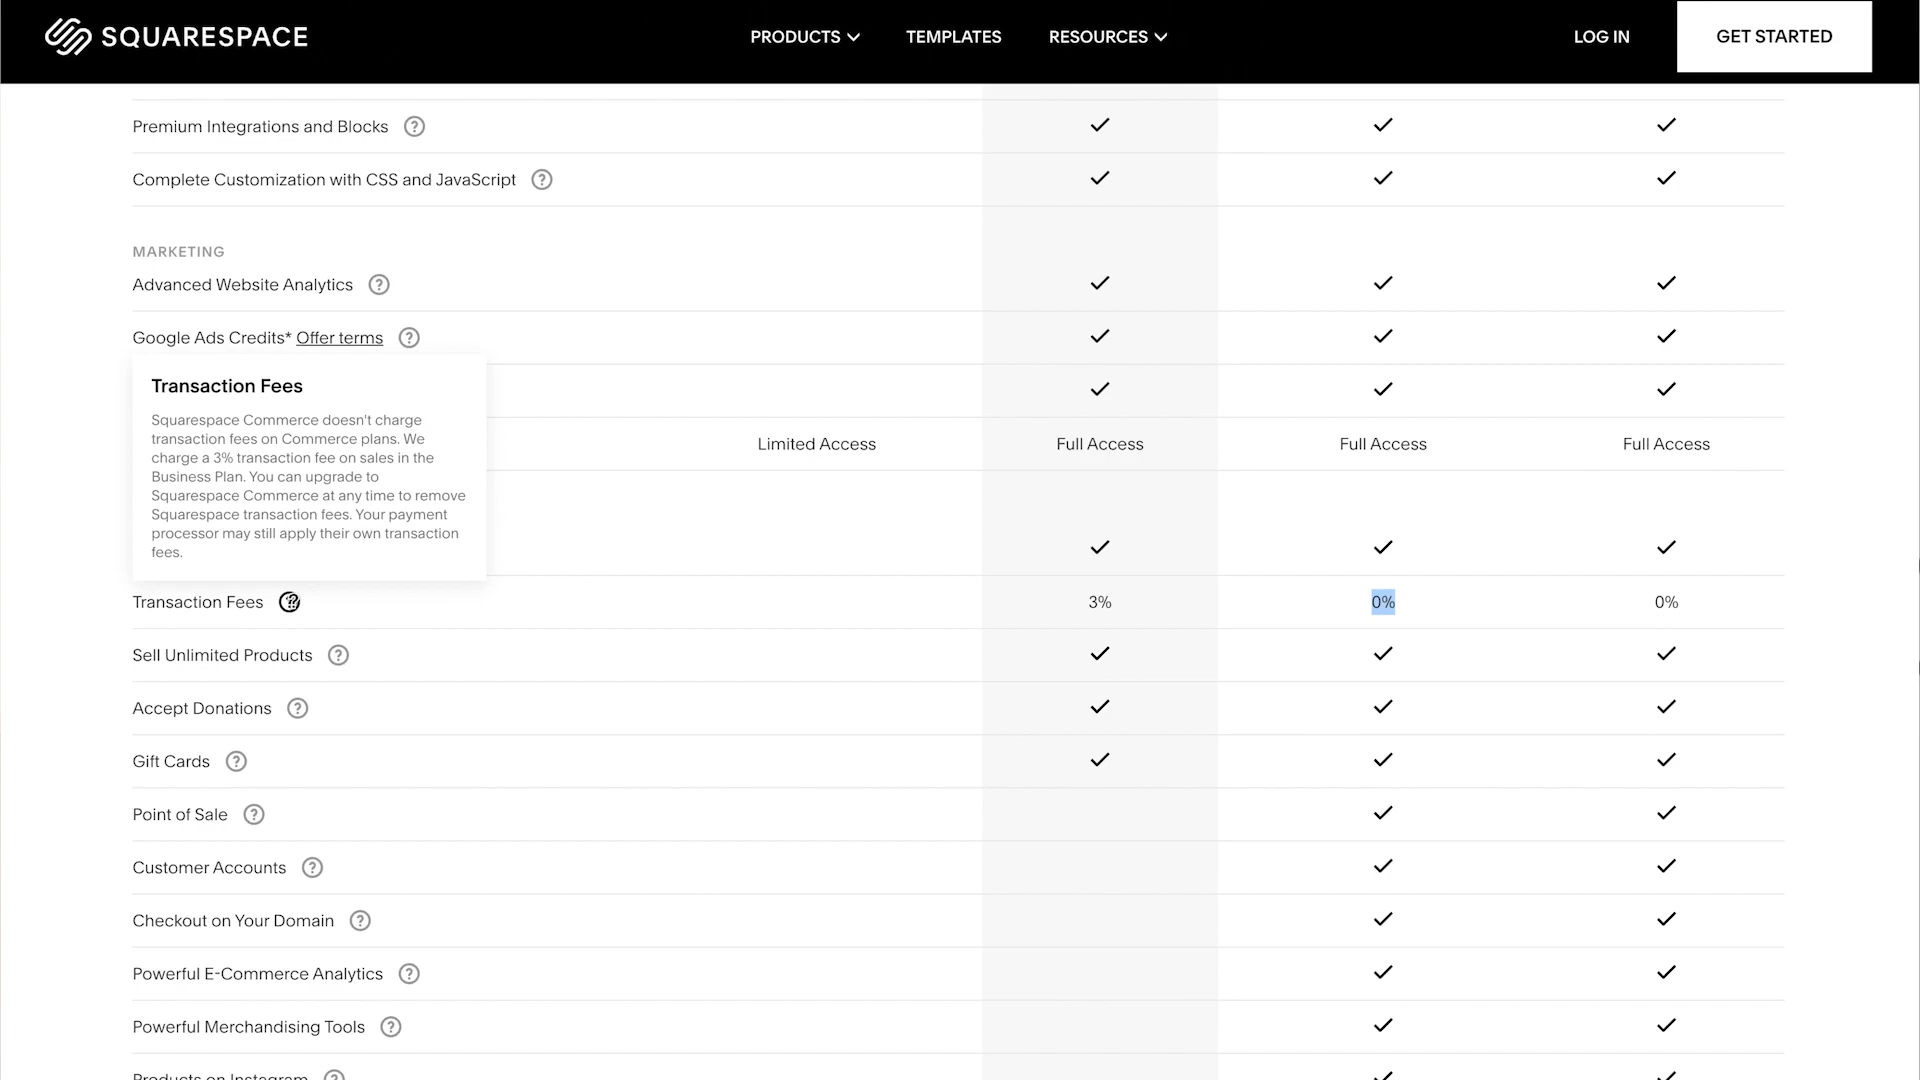 SQUARESPACE
PRODUCTS TEMPLATES RESOURCES LOG IN GET STARTED
Premium Integrations and Blocks ?
Complete Customization with CSS and JavaScript ?
MARKETING
Advanced Website Analytics ?
Google Ads Credits* Offer terms ?
Transaction Fees
Squarespace Commerce doesn't charge
transaction fees on Commerce plans. We
charge a 3% transaction fee on sales in the
Business Plan. You can upgrade to
Squarespace Commerce at any time to remove
Squarespace transaction fees. Your payment
processor may still apply their own transaction
fees.
Limited Access Full Access Full Access Full Access
Transaction Fees ? 3% 0% 0%
Sell Unlimited Products ?
Accept Donations ?
Gift Cards ?
Point of Sale ?
Customer Accounts ?
Checkout on Your Domain ?
Powerful E-Commerce Analytics ?
Powerful Merchandising Tools ?
Products on Instagram ?